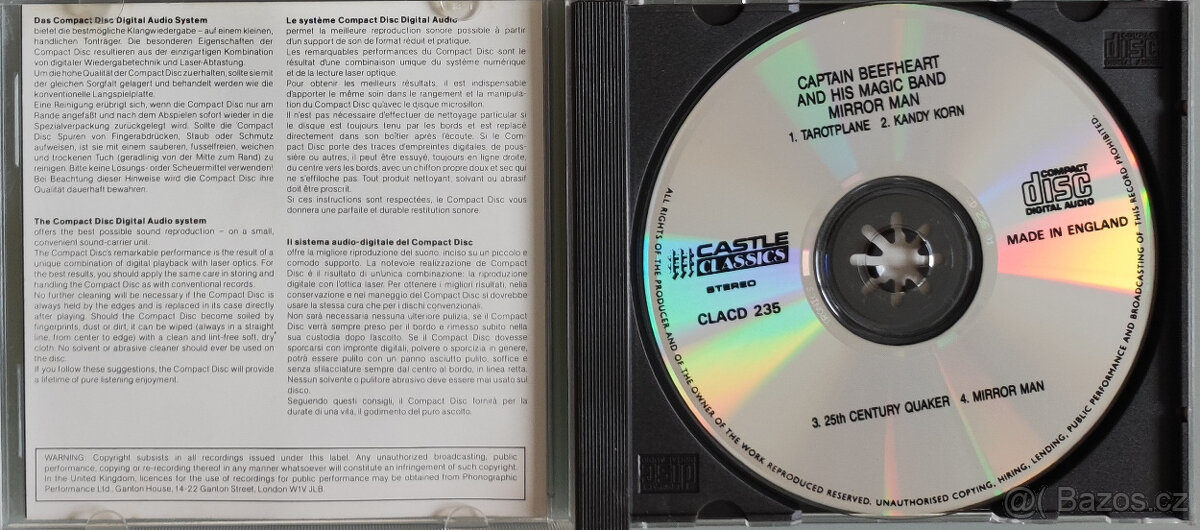 Das Compact Disc Digital Audio System
bietet die bestmögliche Klangwiedergabe – auf einem kleinen,
handlichen Tonträger. Die besonderen Eigenschaften der
Compact Disc resultieren aus der einzigartigen Kombination
von digitaler Wiedergabetechnik und Laser-Abtastung.
Um die hohe Qualität der Compact Disc zu erhalten, sollte sie mit
der gleichen Sorgfalt gelagert und behandelt werden wie die
konventionelle Langspielplatte.
Eine Reinigung erübrigt sich, wenn die Compact Disc nur am
Rande angefaßt und nach dem Abspielen sofort wieder in die
Spezialverpackung zurückgelegt wird. Sollte die Compact
Disc Spuren von Fingerabdrücken, Staub oder Schmutz
aufweisen, ist sie mit einem sauberen, fusselfreien, weichen
und trockenen Tuch (geradling von der Mitte zum Rand) zu
reinigen. Bitte keine Lösungs- oder Scheuermittel verwenden!
Bei Beachtung dieser Hinweise wird die Compact Disc ihre
Qualität dauerhaft bewahren.
The Compact Disc Digital Audio system
offers the best possible sound reproduction – on a small,
convenient sound-carrier unit.
The Compact Disc's remarkable performance is the result of a
unique combination of digital playback with laser optics. For
the best results, you should apply the same care in storing and
handling the Compact Disc as with conventional records.
No further cleaning will be necessary if the Compact Disc is
always held by the edges and is replaced in its case directly
after playing. Should the Compact Disc become soiled by
fingerprints, dust or dirt, it can be wiped (always in a straight
line, from center to edge) with a clean and lint-free soft, dry
cloth. No solvent or abrasive cleaner should ever be used on
the disc.
If you follow these suggestions, the Compact Disc will provide
a lifetime of pure listening enjoyment.
Le système Compact Disc Digital Audio
permet la meilleure reproduction sonore possible à partir
d'un support de son de format réduit et pratique.
Les remarquables performances du Compact Disc sont le
résultat d'une combinaison unique du système numérique
et de la lecture laser optique.
Pour obtenir les meilleurs résultats, il est indispensable
d'apporter le même soin dans le rangement et la manipula-
tion du Compact Disc qu'avec le disque microsillon.
Il n'est pas nécessaire d'effectuer de nettoyage particulier si
le disque est toujours tenu par les bords et est replacé
directement dans son boîtier après l'écoute. Si le Com-
pact Disc porte des traces d'empreintes digitales, de pous-
sière ou autres, il peut être essuyé, toujours en ligne droite,
du centre vers les bords, avec un chiffon propre doux et sec qui
ne s'effiloche pas. Tout produit nettoyant, solvant ou abrasif
doit être proscrit.
Si ces instructions sont respectées, le Compact Disc vous
donnera une parfaite et durable restitution sonore.
Il sistema audio-digitale del Compact Disc
offre la migliore riproduzione del suono, inciso su un piccolo e
comodo supporto. La notevole realizazione de Compact
Disc è il risultato di un'unica combinazione: la riproduzione
digitale con l'ottica laser. Per ottenere i migliori risultati, nella
conservazione e nel maneggio del Compact Disc si dovrebbe
usare la stessa cura che per i dischi convenzionali.
Non sarà necessaria nessuna ulteriore pulizia, se il Compact
Disc verrà sempre preso per il bordo e rimesso subito nella
sua custodia dopo l'ascolto. Se il Compact Disc dovesse
sporcarsi con impronte digitali, polvere o sporcizia in genere,
potrà essere pulito con un panno asciutto pulito, soffice e
senza sfilacciature sempre dal centro al bordo, in linea retta.
Nessun solvente o pulitore abrasivo deve essere mai usato sul
disco.
Seguendo questi consigli, il Compact Disc fornirà per la
durata di una vita, il godimento del puro ascolto.
WARNING: Copyright subsists in all recordings issued under this label. Any unauthorized broadcasting, public
performance, copying or re-recording thereof in any manner whatsoever will constitute an infringement of such copyright.
In the United Kingdom, licences for the use of recordings for public performance may be obtained from Phonographic
Performance Ltd., Ganton House, 14-22 Ganton Street, London W1V 1LB.
CAPTAIN BEEFHEART
AND HIS MAGIC BAND
MIRROR MAN
1. TAROTPLANE 2. KANDY KORN
CASTLE
CLASSICS
STEREO
CLACD 235
COMPACT
disc
DIGITAL AUDIO
MADE IN ENGLAND
3. 25th CENTURY QUAKER 4. MIRROR MAN
ALL RIGHTS OF THE PRODUCER AND OF THE OWNER OF THE WORK REPRODUCED RESERVED. UNAUTHORISED COPYING, HIRING, LENDING, PUBLIC PERFORMANCE AND BROADCASTING OF THIS RECORD PROHIBITED
disc
disc
@( Bazos.cz